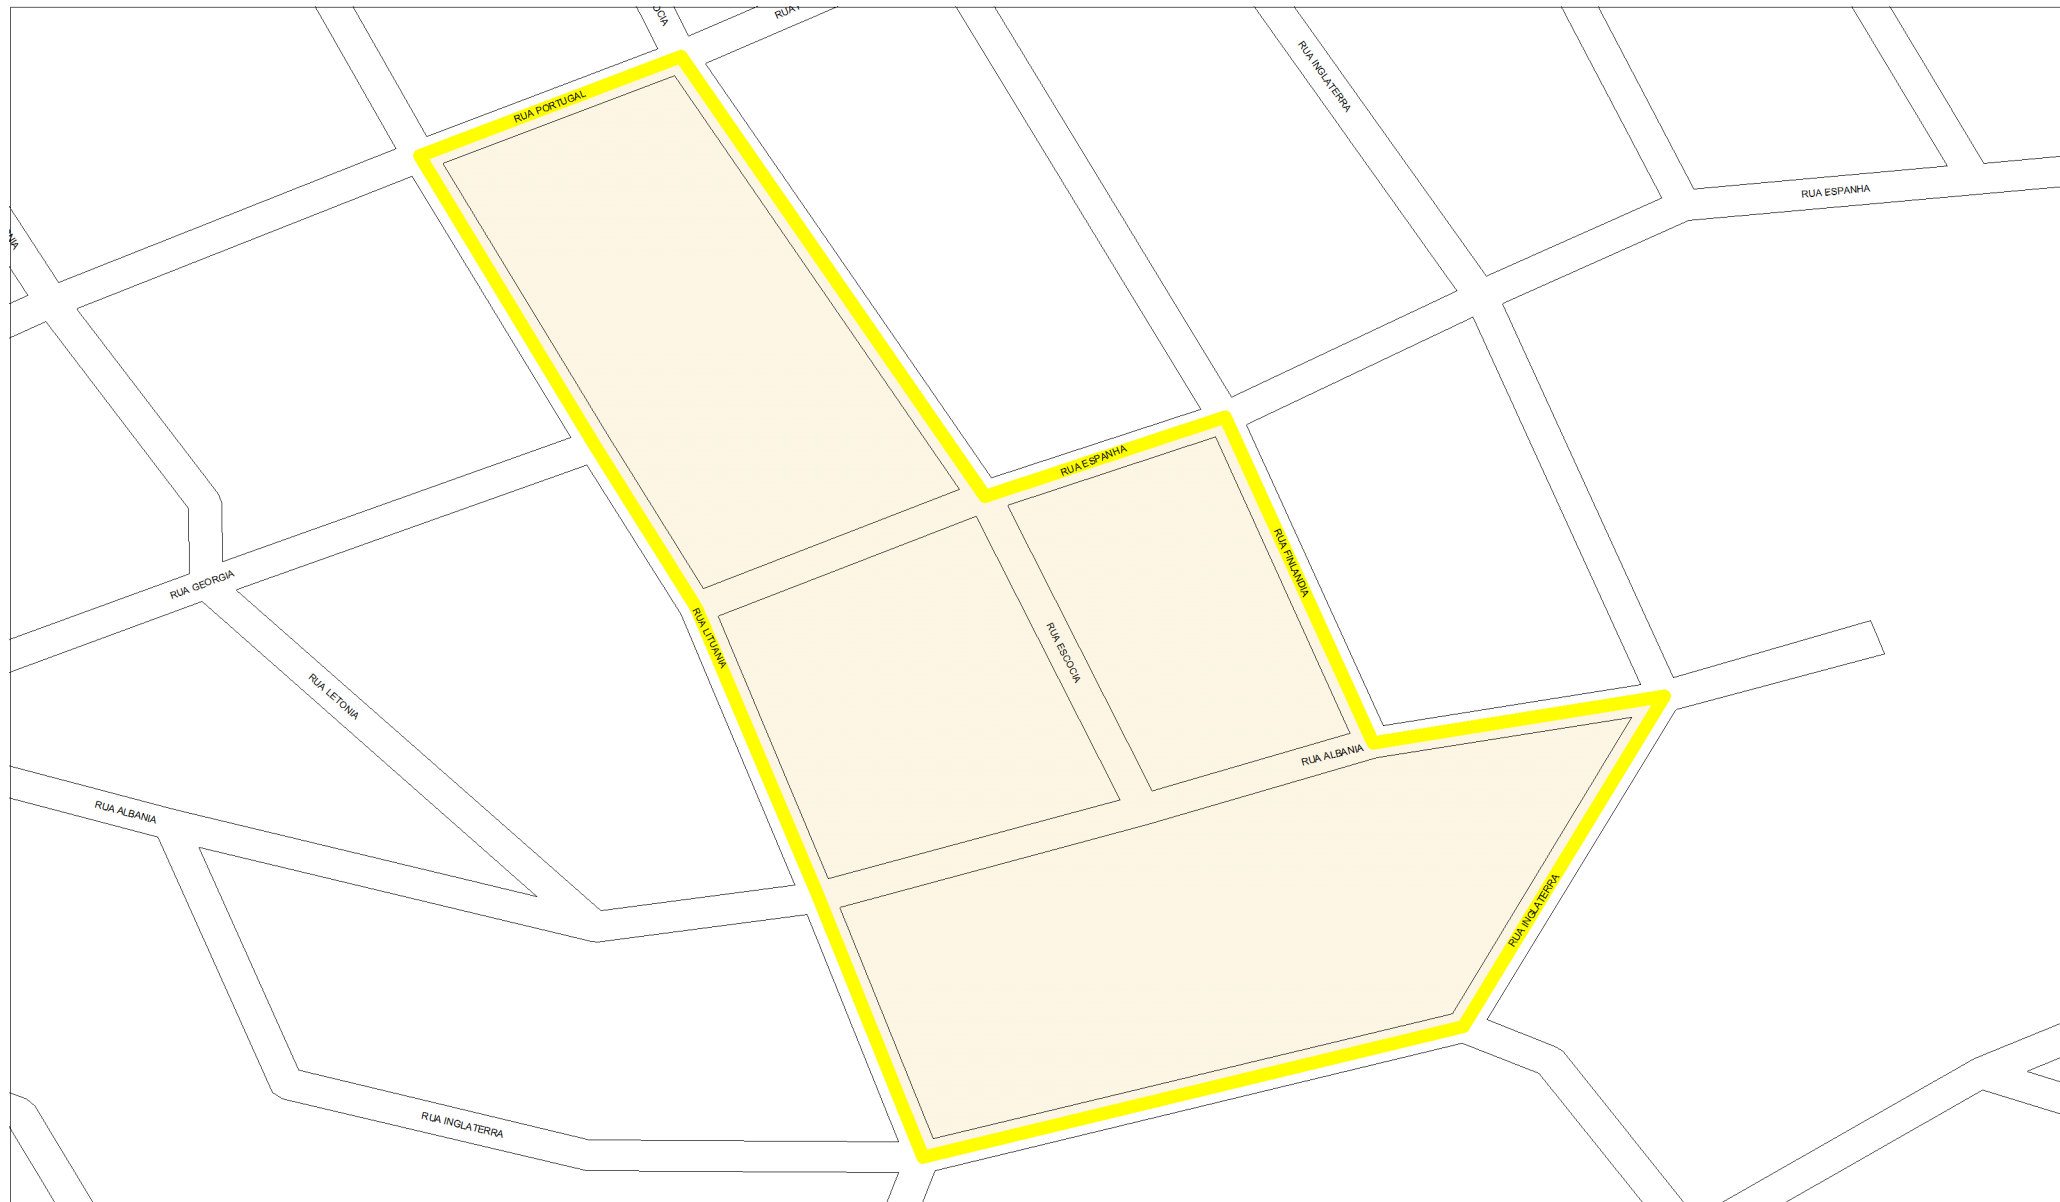 RUA
RUA PORTUGAL
RUA INGLATERRA
RUA ESPANHA
RUA ESPANHA
RUA FINLANDIA
RUA GEORGIA
RUA LITUANIA
RUA ESCOCIA
RUA LETONIA
RUA ALBANIA
RUA ALBANIA
RUA INGLATERRA
RUA INGLATERRA